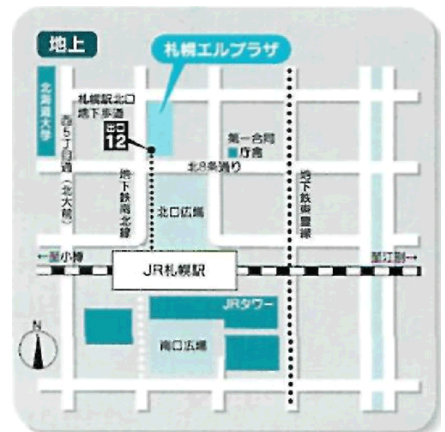 地上
札幌エルプラザ
北海道大学
西5丁目通(北大前)
札幌駅北口
地下歩道
出口
12
第一合同
庁舎
北8条通り
地下鉄南北線
北口広場
地下鉄東豊線
←至小樽
至江別→
JR札幌駅
JRタワー
南口広場
N